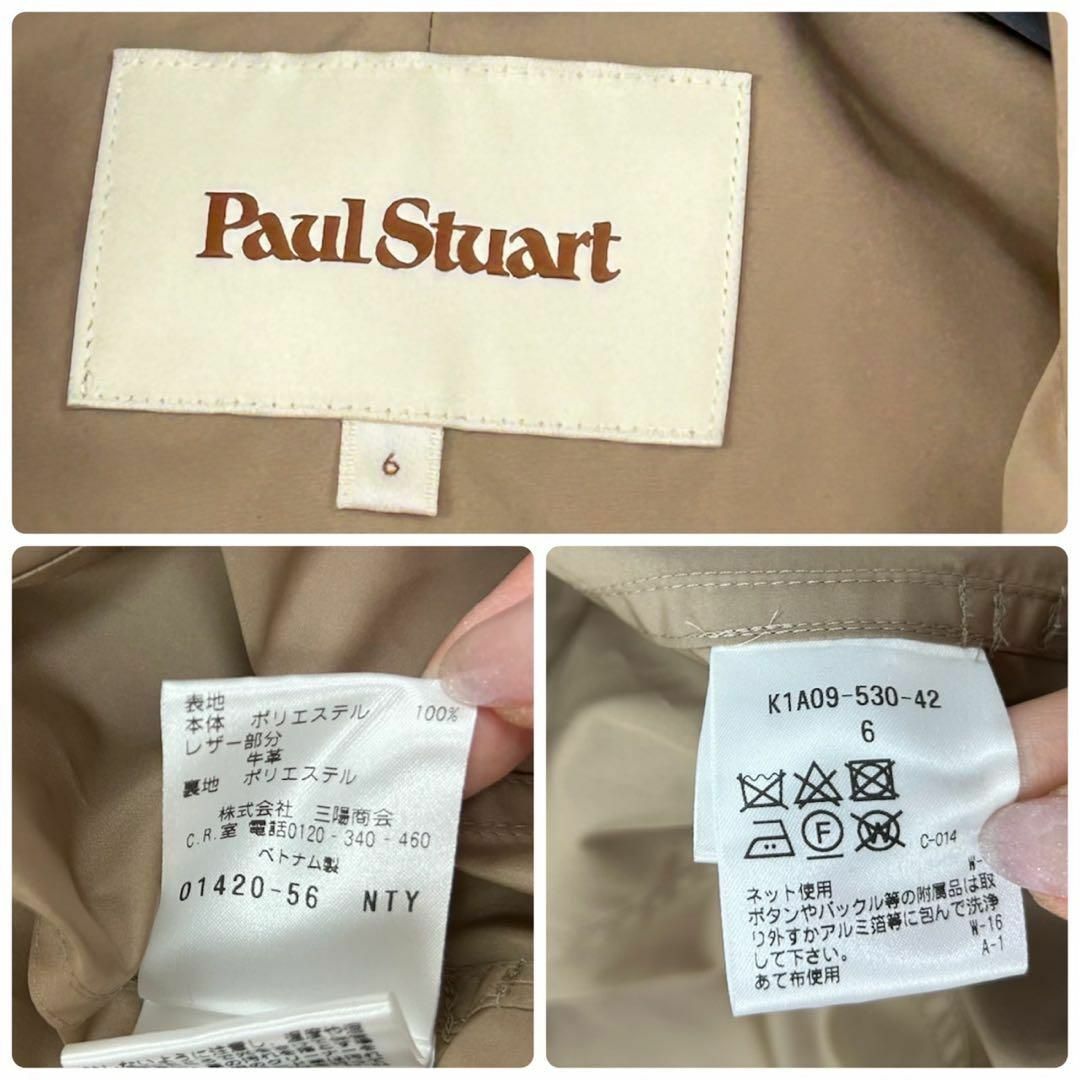 Paul Stuart
6
表地
本体 ポリエステル 100%
レザー部分
牛革
裏地 ポリエステル
株式会社 三陽商会
C.R.室 電話0120-340-460
ベトナム製
01420-56 NTY
K1A09-530-42
6
F W
C-014
W-
ネット使用
ボタンやバックル等の附属品は取
り外すかアルミ箔等に包んで洗浄
して下さい。 W-16
あて布使用 A-1